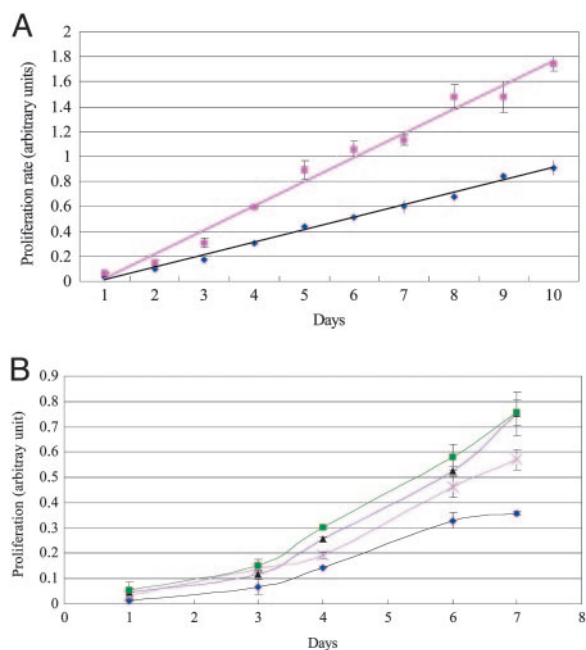 A
Proliferation rate (arbitrary units)
2
1.8
1.6
1.4
1.2
1
0.8
0.6
0.4
0.2
0
1 2 3 4 5 6 7 8 9 10
Days
B
Proliferation (arbitray unit)
0.9
0.8
0.7
0.6
0.5
0.4
0.3
0.2
0.1
0
0 1 2 3 4 5 6 7 8
Days